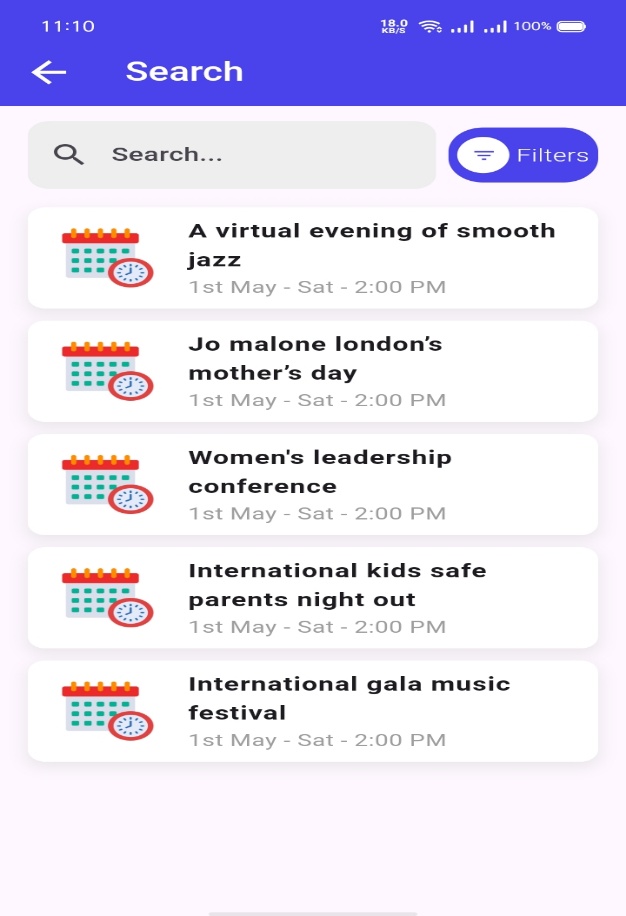 11:10
18.0
KB/S
100%
Search
Search...
Filters
A virtual evening of smooth
jazz
1st May - Sat - 2:00 PM
Jo malone london’s
mother’s day
1st May - Sat - 2:00 PM
Women's leadership
conference
1st May - Sat - 2:00 PM
International kids safe
parents night out
1st May - Sat - 2:00 PM
International gala music
festival
1st May - Sat - 2:00 PM